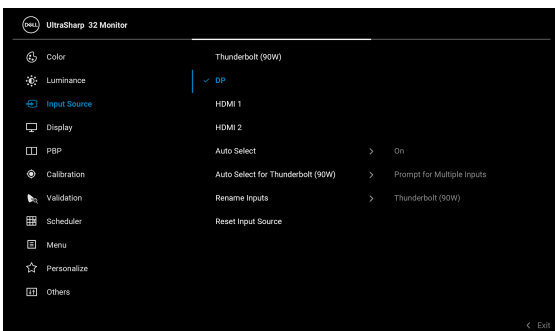 DELL UltraSharp 32 Monitor
Color Thunderbolt (90W)
Luminance DP
Input Source HDMI 1
Display HDMI 2
PBP Auto Select On
Calibration Auto Select for Thunderbolt (90W) Prompt for Multiple Inputs
Validation Rename Inputs Thunderbolt (90W)
Scheduler Reset Input Source
Menu
Personalize
Others
Exit